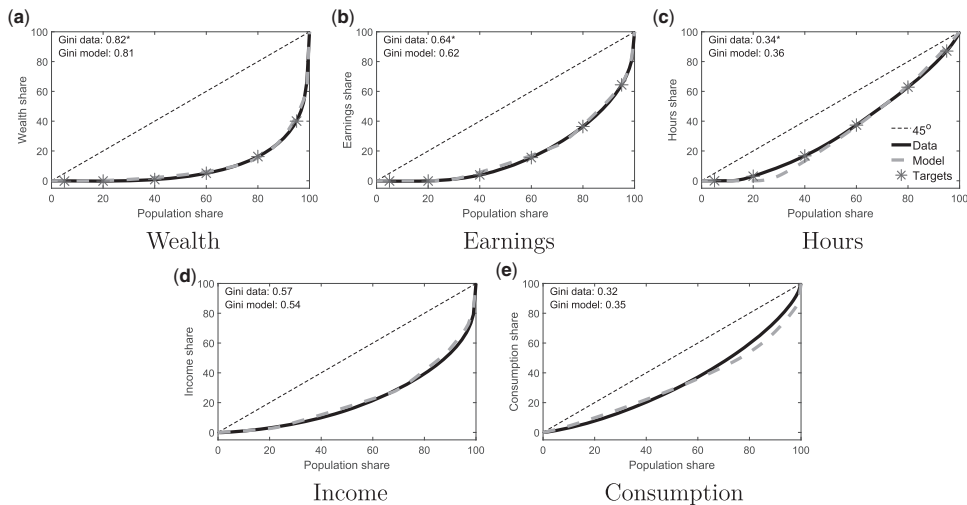 (a)
Gini data: 0.82*
Gini model: 0.81
100
80
60
40
20
0
Wealth share
0 20 40 60 80 100
Population share
Wealth
(b)
Gini data: 0.64*
Gini model: 0.62
100
80
60
40
20
0
Earnings share
0 20 40 60 80 100
Population share
Earnings
(c)
Gini data: 0.34*
Gini model: 0.36
100
80
60
40
20
0
Hours share
45°
Data
Model
Targets
0 20 40 60 80 100
Population share
Hours
(d)
Gini data: 0.57
Gini model: 0.54
100
80
60
40
20
0
Income share
0 20 40 60 80 100
Population share
Income
(e)
Gini data: 0.32
Gini model: 0.35
100
80
60
40
20
0
Consumption share
0 20 40 60 80 100
Population share
Consumption